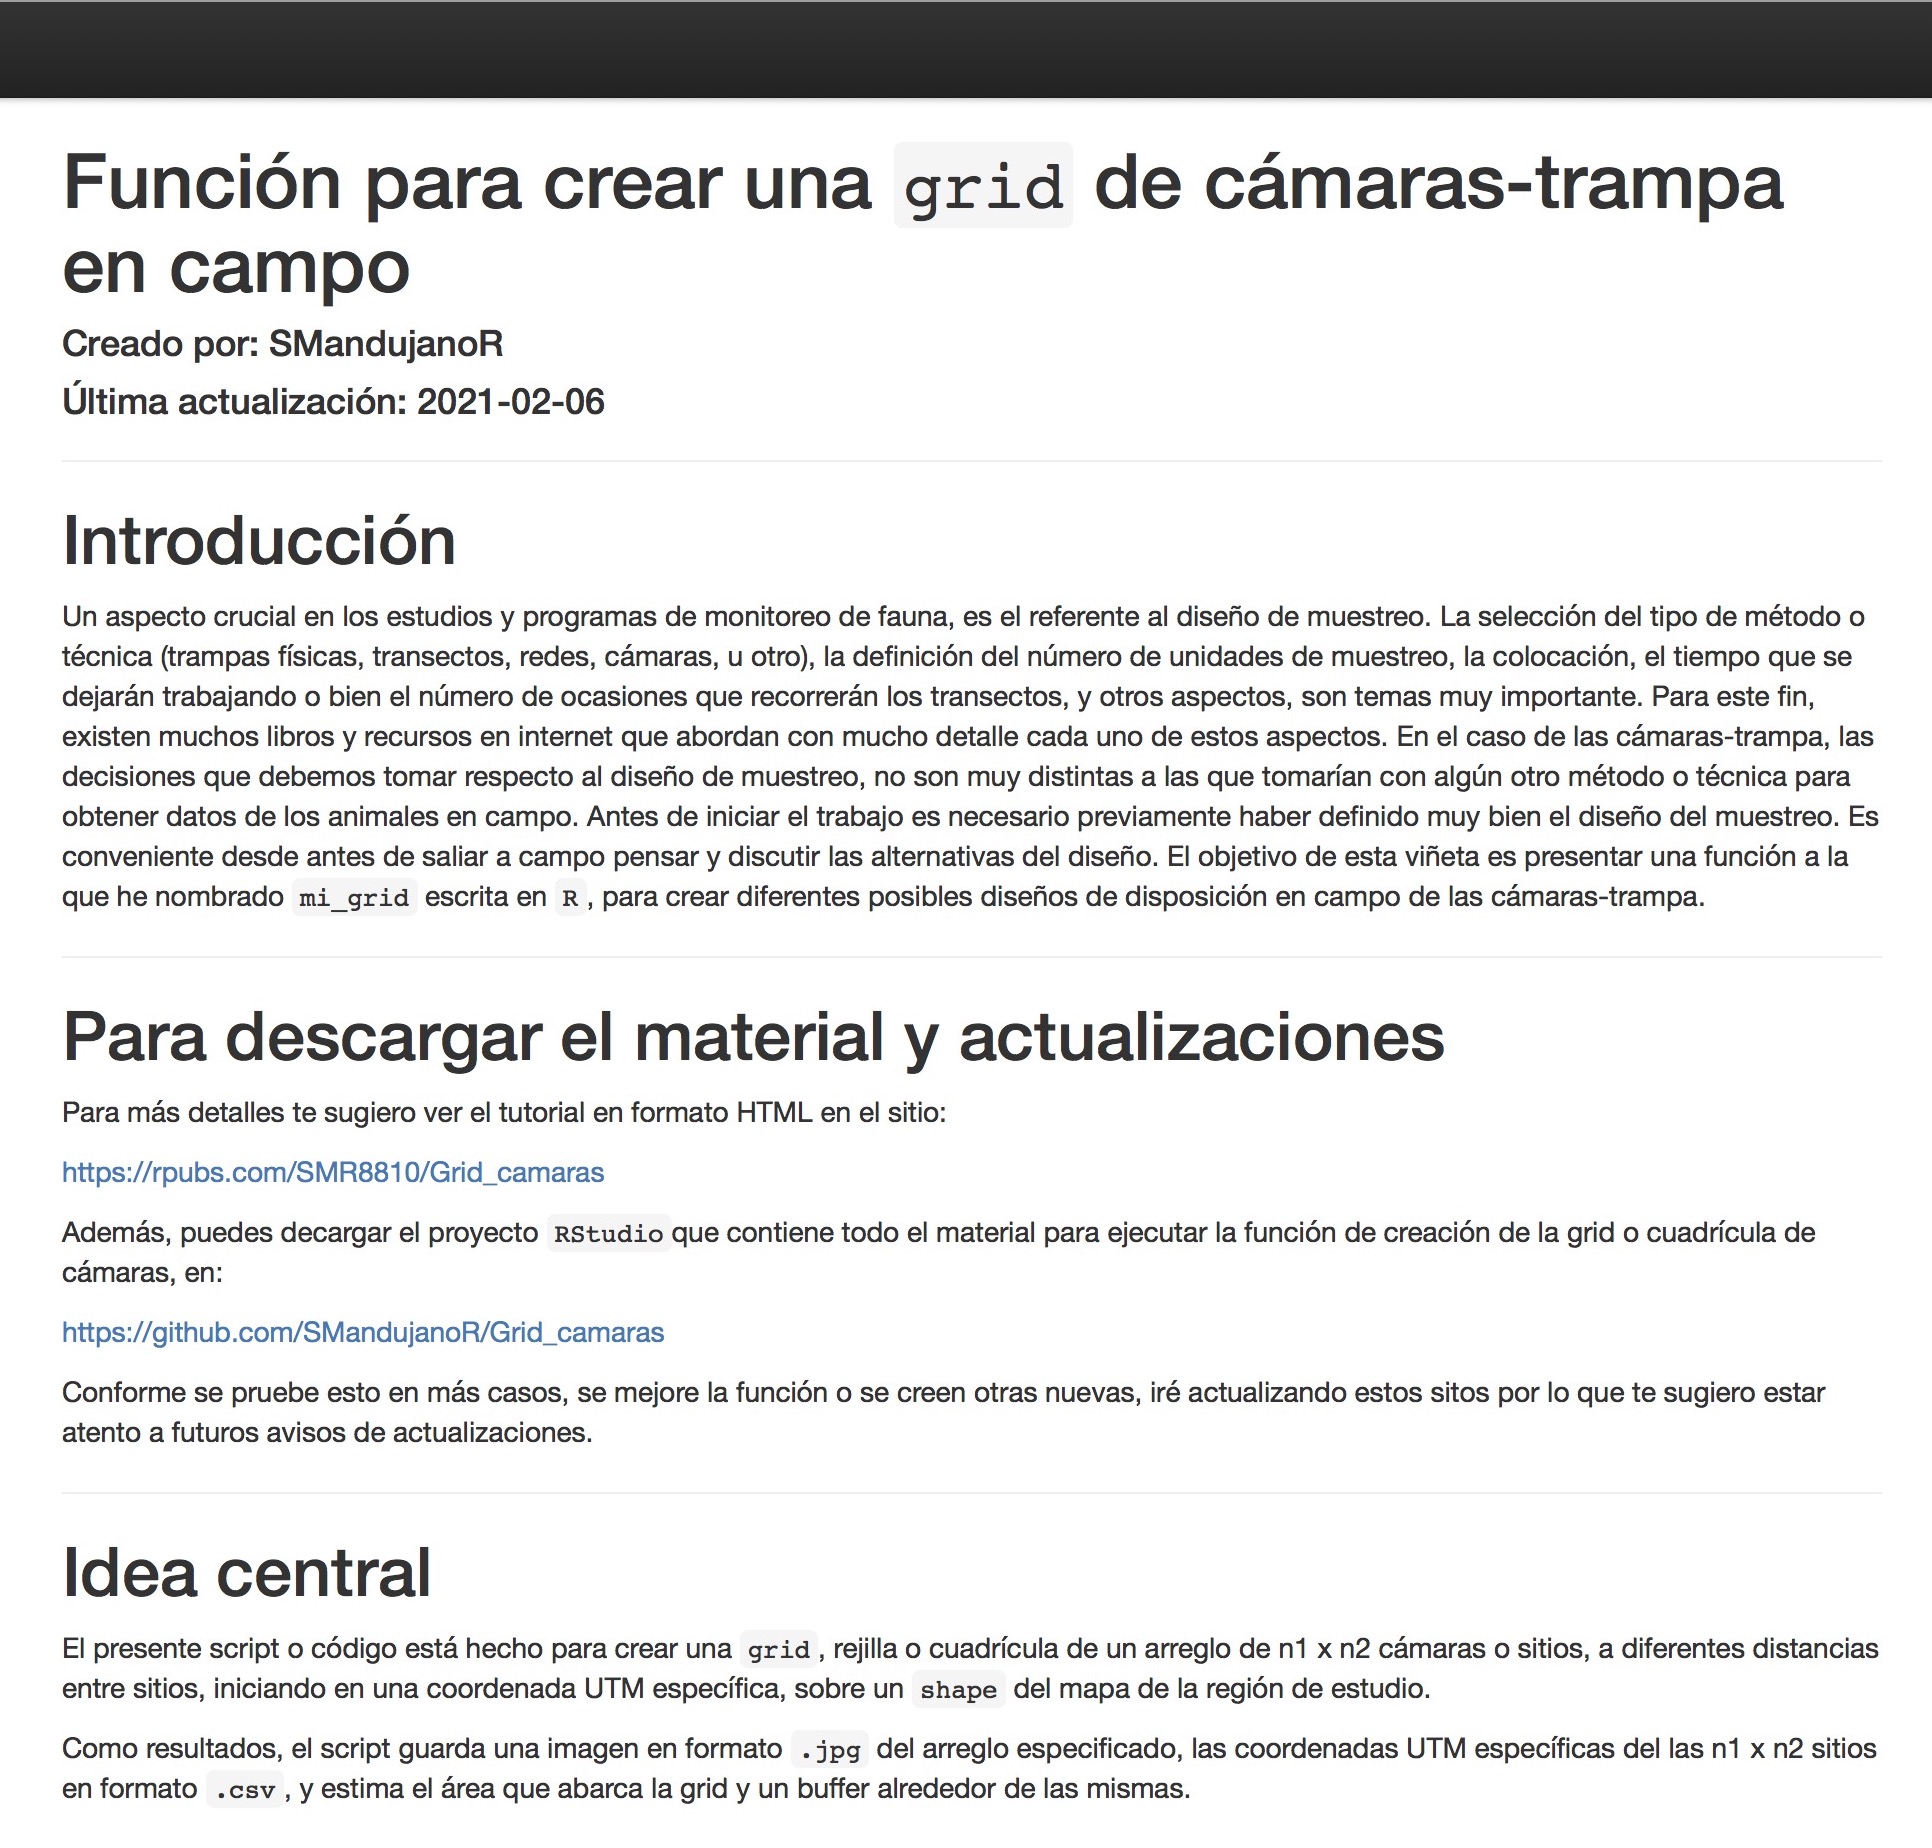 Función para crear una grid de cámaras-trampa
en campo
Creado por: SMandujanoR
Última actualización: 2021-02-06
Introducción
Un aspecto crucial en los estudios y programas de monitoreo de fauna, es el referente al diseño de muestreo. La selección del tipo de método o
técnica (trampas físicas, transectos, redes, cámaras, u otro), la definición del número de unidades de muestreo, la colocación, el tiempo que se
dejarán trabajando o bien el número de ocasiones que recorrerán los transectos, y otros aspectos, son temas muy importante. Para este fin,
existen muchos libros y recursos en internet que abordan con mucho detalle cada uno de estos aspectos. En el caso de las cámaras-trampa, las
decisiones que debemos tomar respecto al diseño de muestreo, no son muy distintas a las que tomarían con algún otro método o técnica para
obtener datos de los animales en campo. Antes de iniciar el trabajo es necesario previamente haber definido muy bien el diseño del muestreo. Es
conveniente desde antes de saliar a campo pensar y discutir las alternativas del diseño. El objetivo de esta viñeta es presentar una función a la
que he nombrado mi_grid escrita en R, para crear diferentes posibles diseños de disposición en campo de las cámaras-trampa.
Para descargar el material y actualizaciones
Para más detalles te sugiero ver el tutorial en formato HTML en el sitio:
https://rpubs.com/SMR8810/Grid_camaras
Además, puedes decargar el proyecto RStudio que contiene todo el material para ejecutar la función de creación de la grid o cuadrícula de
cámaras, en:
https://github.com/SMandujanoR/Grid_camaras
Conforme se pruebe esto en más casos, se mejore la función o se creen otras nuevas, iré actualizando estos sitos por lo que te sugiero estar
atento a futuros avisos de actualizaciones.
Idea central
El presente script o código está hecho para crear una grid, rejilla o cuadrícula de un arreglo de n1 x n2 cámaras o sitios, a diferentes distancias
entre sitios, iniciando en una coordenada UTM específica, sobre un shape del mapa de la región de estudio.
Como resultados, el script guarda una imagen en formato .jpg del arreglo especificado, las coordenadas UTM específicas del las n1 x n2 sitios
en formato .csv, y estima el área que abarca la grid y un buffer alrededor de las mismas.